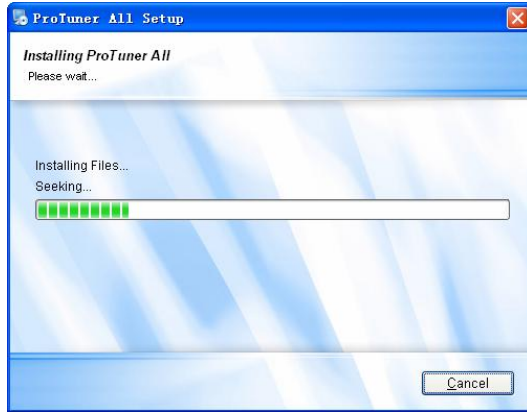 ProTuner All Setup
Installing ProTuner All
Please wait...
Installing Files...
Seeking...
Cancel